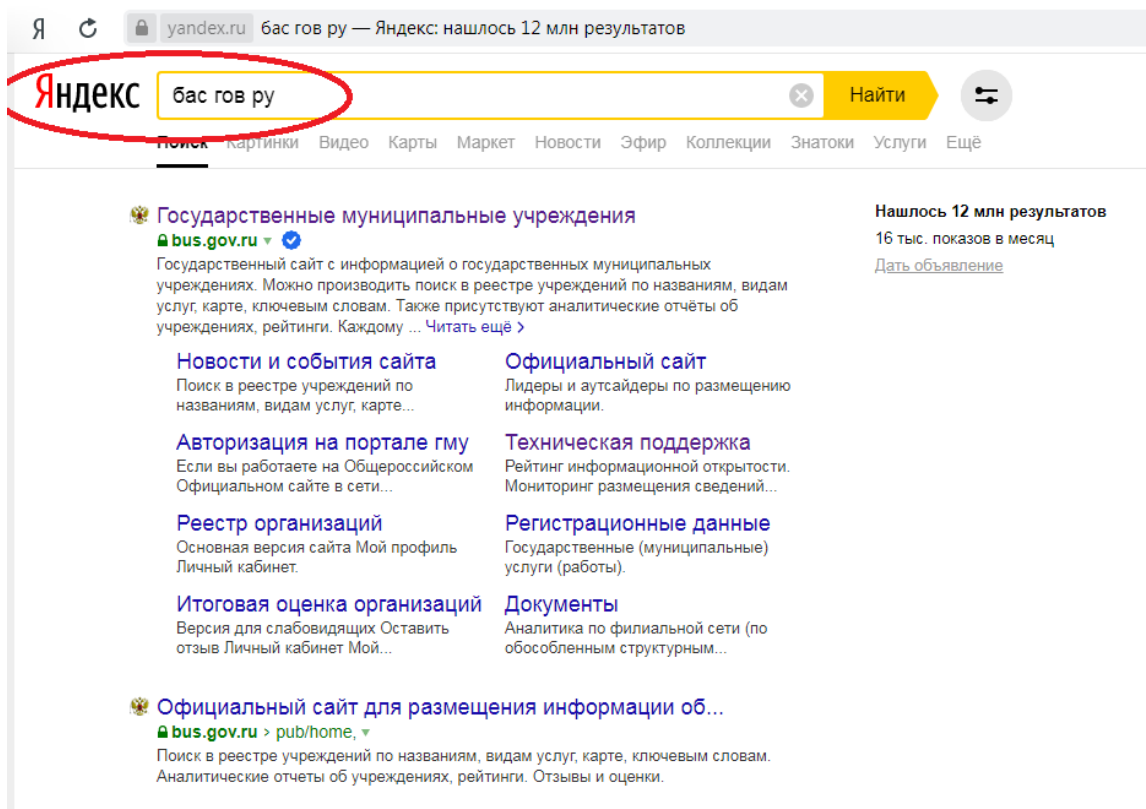 Я yandex.ru бас гов ру — Яндекс: нашлось 12 млн результатов
Яндекс бас гов ру Найти
Поиск Картинки Видео Карты Маркет Новости Эфир Коллекции Знатоки Услуги Ещё
Государственные муниципальные учреждения
bus.gov.ru
Государственный сайт с информацией о государственных муниципальных
учреждениях. Можно производить поиск в реестре учреждений по названиям, видам
услуг, карте, ключевым словам. Также присутствуют аналитические отчёты об
учреждениях, рейтинги. Каждому ... Читать ещё >
Новости и события сайта
Поиск в реестре учреждений по
названиям, видам услуг, карте...
Официальный сайт
Лидеры и аутсайдеры по размещению
информации.
Авторизация на портале гму
Если вы работаете на Общероссийском
Официальном сайте в сети...
Техническая поддержка
Рейтинг информационной открытости.
Мониторинг размещения сведений...
Реестр организаций
Основная версия сайта Мой профиль
Личный кабинет.
Регистрационные данные
Государственные (муниципальные)
услуги (работы).
Итоговая оценка организаций
Версия для слабовидящих Оставить
отзыв Личный кабинет Мой...
Документы
Аналитика по филиальной сети (по
обособленным структурным...
Официальный сайт для размещения информации об...
bus.gov.ru > pub/home,
Поиск в реестре учреждений по названиям, видам услуг, карте, ключевым словам.
Аналитические отчеты об учреждениях, рейтинги. Отзывы и оценки.
Нашлось 12 млн результатов
16 тыс. показов в месяц
Дать объявление